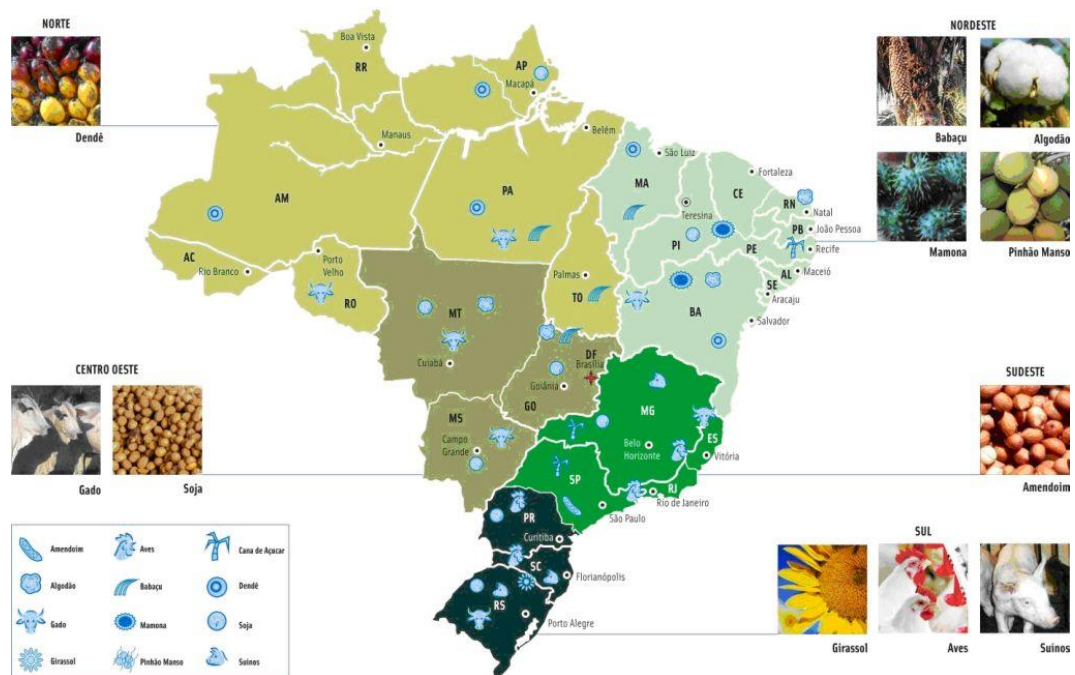 NORTE
Dendê
NORDESTE
Babaçu
Algodão
Mamona
Pinhão Manso
Boa Vista
RR
AP
Macapá
Belém
Manaus
AM
PA
São Luiz
MA
Fortaleza
CE
RN
Natal
Teresina
PB
João Pessoa
PI
PE
Recife
AC
Rio Branco
Porto
Velho
RO
Palmas
TO
AL
Maceió
SE
Aracaju
MT
BA
Salvador
Cuiabá
DF
Brasília
Goiânia
GO
CENTRO OESTE
Gado
Soja
MS
Campo
Grande
MG
Belo
Horizonte
ES
Vitória
SUDESTE
Amendoim
SP
RJ
Rio de Janeiro
São Paulo
PR
Curitiba
SC
Florianópolis
RS
Porto Alegre
SUL
Girassol
Aves
Suínos
Amendoim
Aves
Cana de Açucar
Algodão
Babaçu
Dendê
Gado
Mamona
Soja
Girassol
Pinhão Manso
Suínos